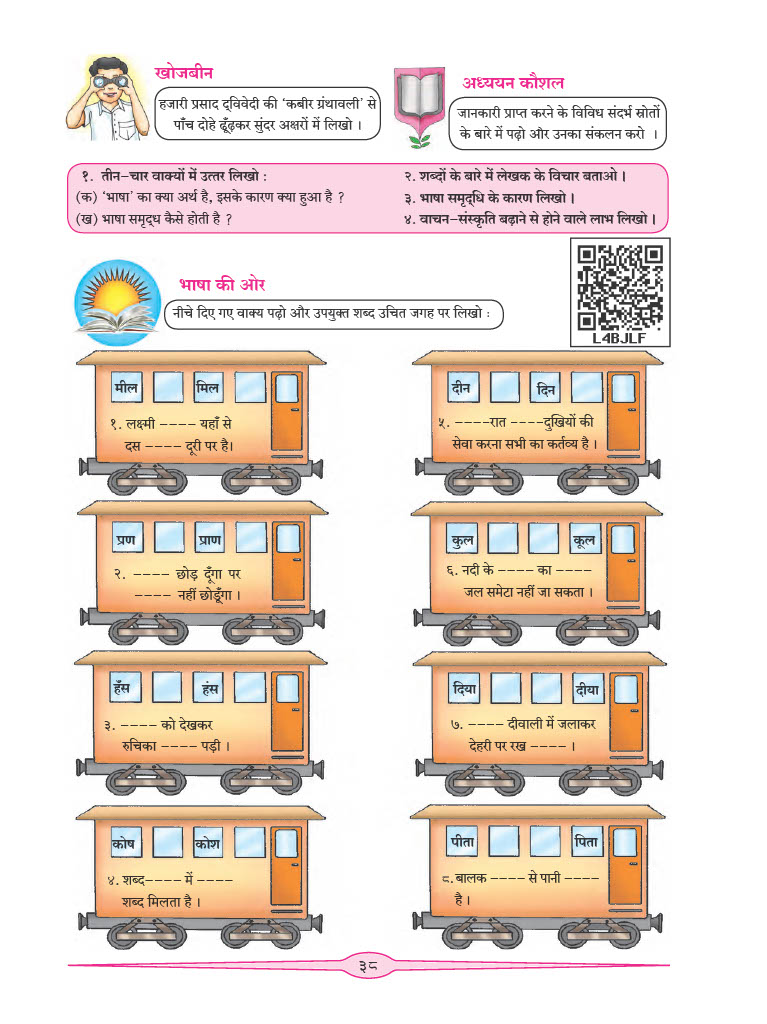 खोजबीन
हजारी प्रसाद द्‌विवेदी की ‘कबीर ग्रंथावली’ से
पाँच दोहे ढूँढ़कर सुंदर अक्षरों में लिखो ।
अध्ययन कौशल
जानकारी प्राप्त करने के विविध संदर्भ स्रोतों
के बारे में पढ़ो और उनका संकलन करो ।
१. तीन-चार वाक्यों में उत्तर लिखो :
(क) ‘भाषा’ का क्या अर्थ है, इसके कारण क्या हुआ है ?
(ख) भाषा समृद्‌ध कैसे होती है ?
२. शब्दों के बारे में लेखक के विचार बताओ ।
३. भाषा समृद्‌धि के कारण लिखो ।
४. वाचन-संस्कृति बढ़ाने से होने वाले लाभ लिखो ।
L4BJLF
भाषा की ओर
नीचे दिए गए वाक्य पढ़ो और उपयुक्त शब्द उचित जगह पर लिखो :
मील मिल
१. लक्ष्मी ---- यहाँ से
दस ---- दूरी पर है।
प्रण प्राण
२. ---- छोड़ दूँगा पर
---- नहीं छोड़ूँगा ।
हँस हंस
३. ---- को देखकर
रुचिका ---- पड़ी ।
कोष कोश
४. शब्द---- में ----
शब्द मिलता है ।
दीन दिन
५. ----रात ----दुखियों की
सेवा करना सभी का कर्तव्य है ।
कुल कूल
६. नदी के ---- का ----
जल समेटा नहीं जा सकता ।
दिया दीया
७. ---- दीवाली में जलाकर
देहरी पर रख ---- ।
पीता पिता
८. बालक ---- से पानी ----
है ।
३८